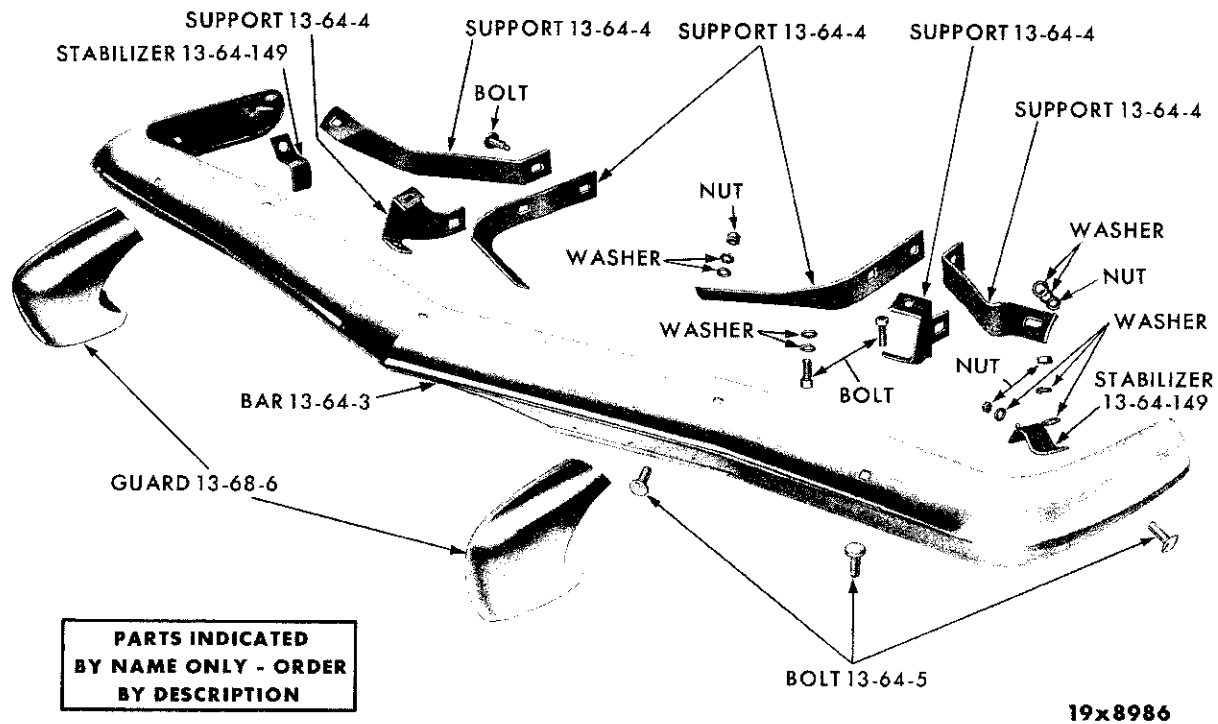 SUPPORT 13-64-4
SUPPORT 13-64-4
SUPPORT 13-64-4
SUPPORT 13-64-4
STABILIZER 13-64-149
BOLT
SUPPORT 13-64-4
NUT
WASHER
WASHER
NUT
WASHER
WASHER
NUT
BOLT
STABILIZER
13-64-149
BAR 13-64-3
GUARD 13-68-6
PARTS INDICATED
BY NAME ONLY - ORDER
BY DESCRIPTION
BOLT 13-64-5
19x8986